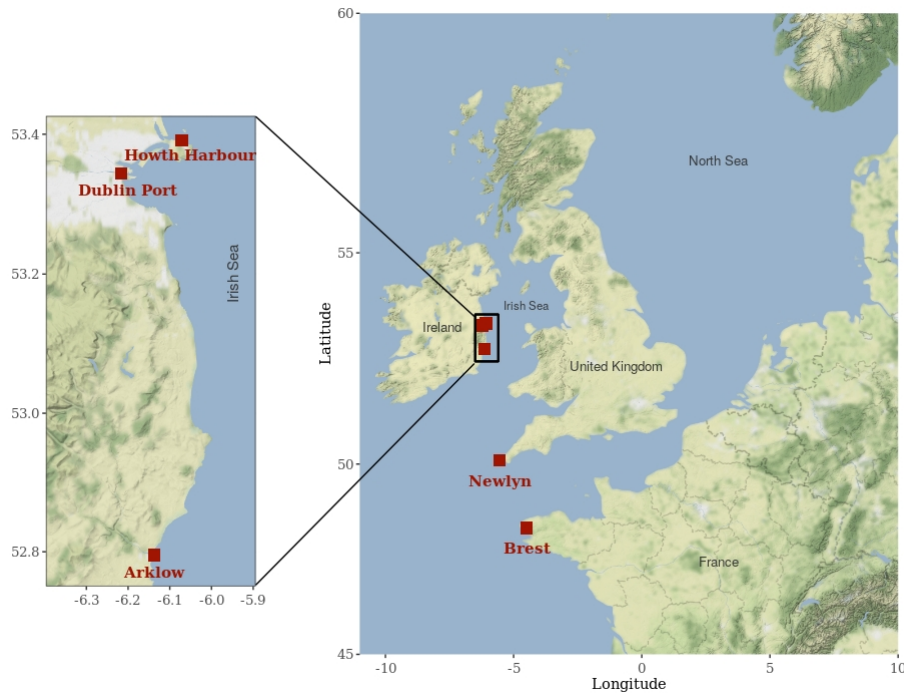 60
55
50
45
Latitude
-10
-5
0
5
10
Longitude
North Sea
Irish Sea
Ireland
United Kingdom
Newlyn
Brest
France
53.4
53.2
53.0
52.8
-6.3
-6.2
-6.1
-6.0
-5.9
Howth Harbour
Dublin Port
Irish Sea
Arklow